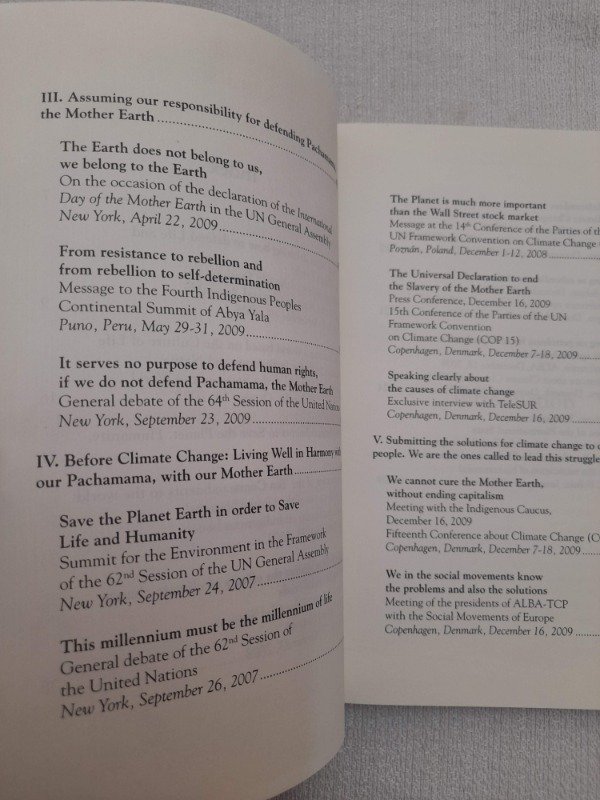 III. Assuming our responsibility for defending Pachamama,
the Mother Earth
The Earth does not belong to us,
we belong to the Earth
On the occasion of the declaration of the International
Day of the Mother Earth in the UN General Assembly
New York, April 22, 2009
From resistance to rebellion and
from rebellion to self-determination
Message to the Fourth Indigenous Peoples
Continental Summit of Abya Yala
Puno, Peru, May 29-31, 2009
It serves no purpose to defend human rights,
if we do not defend Pachamama, the Mother Earth
General debate of the 64th Session of the United Nations
New York, September 23, 2009
IV. Before Climate Change: Living Well in Harmony with
our Pachamama, with our Mother Earth
Save the Planet Earth in order to Save
Life and Humanity
Summit for the Environment in the Framework
of the 62nd Session of the UN General Assembly
New York, September 24, 2007
This millennium must be the millennium of life
General debate of the 62nd Session of
the United Nations
New York, September 26, 2007
The Planet is much more important
than the Wall Street stock market
Message at the 14th Conference of the Parties of
UN Framework Convention on Climate Change
Poznán, Poland, December 1-12, 2008
The Universal Declaration to end
the Slavery of the Mother Earth
Press Conference, December 16, 2009
15th Conference of the Parties of the UN
Framework Convention
on Climate Change (COP 15)
Copenhagen, Denmark, December 7-18, 2009
Speaking clearly about
the causes of climate change
Exclusive interview with TeleSUR
Copenhagen, Denmark, December 16, 2009
V. Submitting the solutions for climate change to
people. We are the ones called to lead this struggle
We cannot cure the Mother Earth,
without ending capitalism
Meeting with the Indigenous Caucus,
December 16, 2009
Fifteenth Conference about Climate Change
Copenhagen, Denmark, December 7-18, 2009
We in the social movements know
the problems and also the solutions
Meeting of the presidents of ALBA-TCP
with the Social Movements of Europe
Copenhagen, Denmark, December 16, 2009